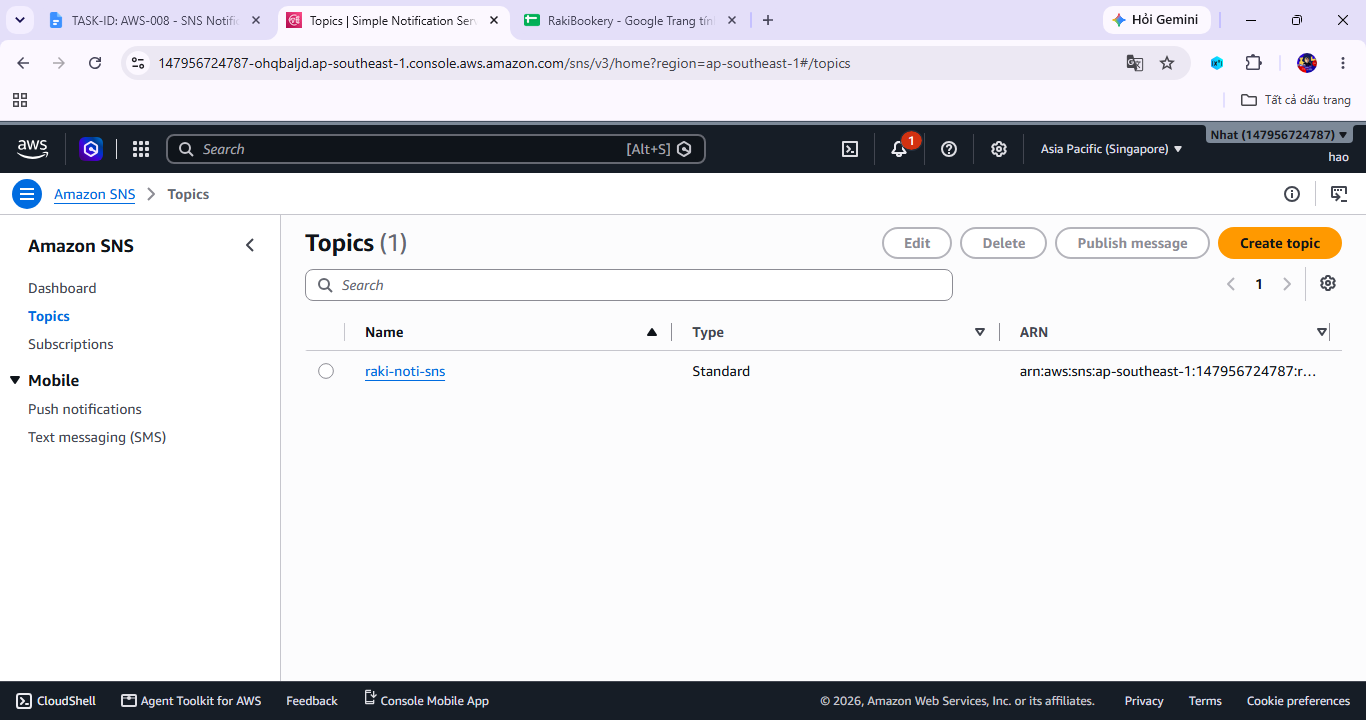 TASK-ID: AWS-008 - SNS Notifi
Topics | Simple Notification Ser
RakiBookery - Google Trang tín
Hỏi Gemini
147956724787-ohqbaljd.ap-southeast-1.console.aws.amazon.com/sns/v3/home?region=ap-southeast-1#/topics
Tất cả dấu trang
aws
Search
[Alt+S]
1
Asia Pacific (Singapore)
Nhat (147956724787)
hao
Amazon SNS
Topics
Amazon SNS
Dashboard
Topics
Subscriptions
Mobile
Push notifications
Text messaging (SMS)
Topics (1)
Edit
Delete
Publish message
Create topic
Search
1
Name
Type
ARN
raki-noti-sns
Standard
arn:aws:sns:ap-southeast-1:147956724787:r...
CloudShell
Agent Toolkit for AWS
Feedback
Console Mobile App
© 2026, Amazon Web Services, Inc. or its affiliates.
Privacy
Terms
Cookie preferences